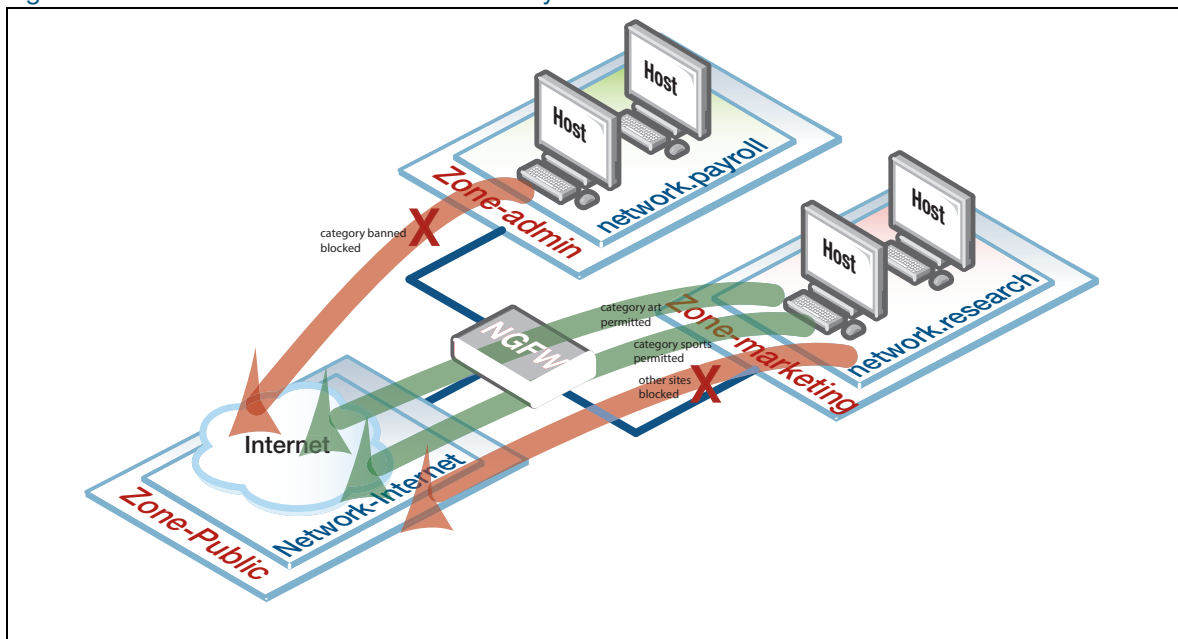 Host
Host
network.payroll
Zone-admin
category banned
blocked
Host
Host
network.research
Zone-marketing
category art
permitted
category sports
permitted
other sites
blocked
X
X
NGFW
Internet
Network-Internet
Zone-Public